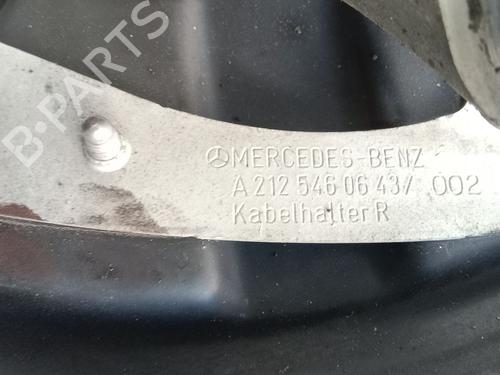 B-PARTS
MERCEDES-BENZ
A 212 546 06 43/ 002
Kabelhalter R